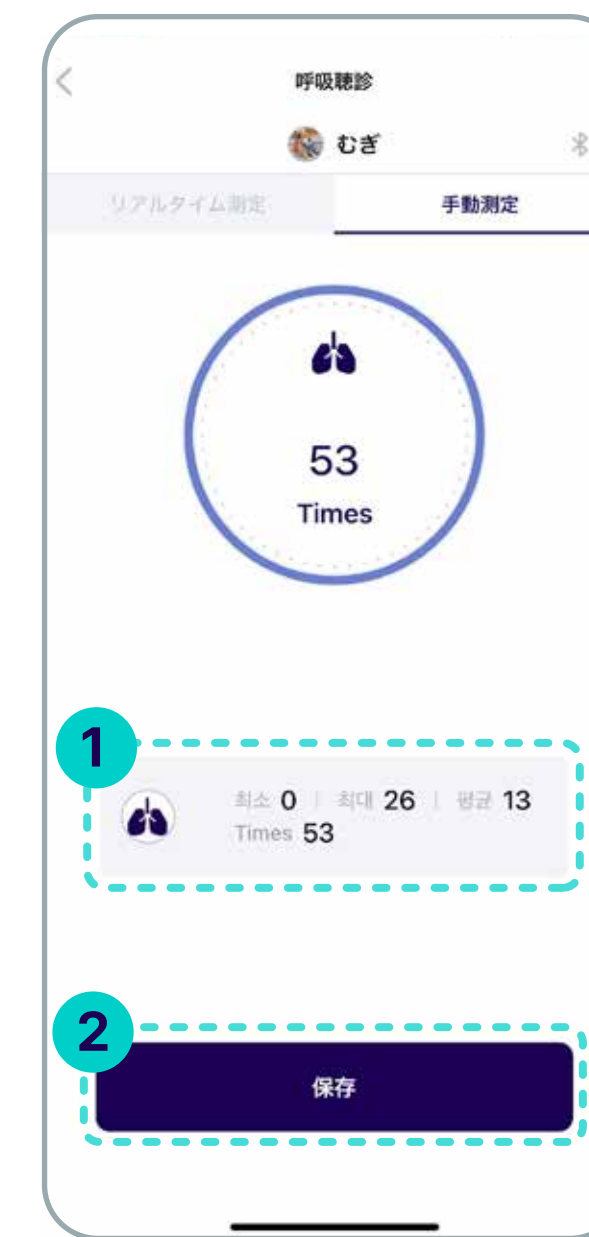 呼吸聴診
むぎ
リアルタイム測定 手動測定
53
Times
1
최소 0 | 최대 26 | 평균 13
Times 53
2
保存